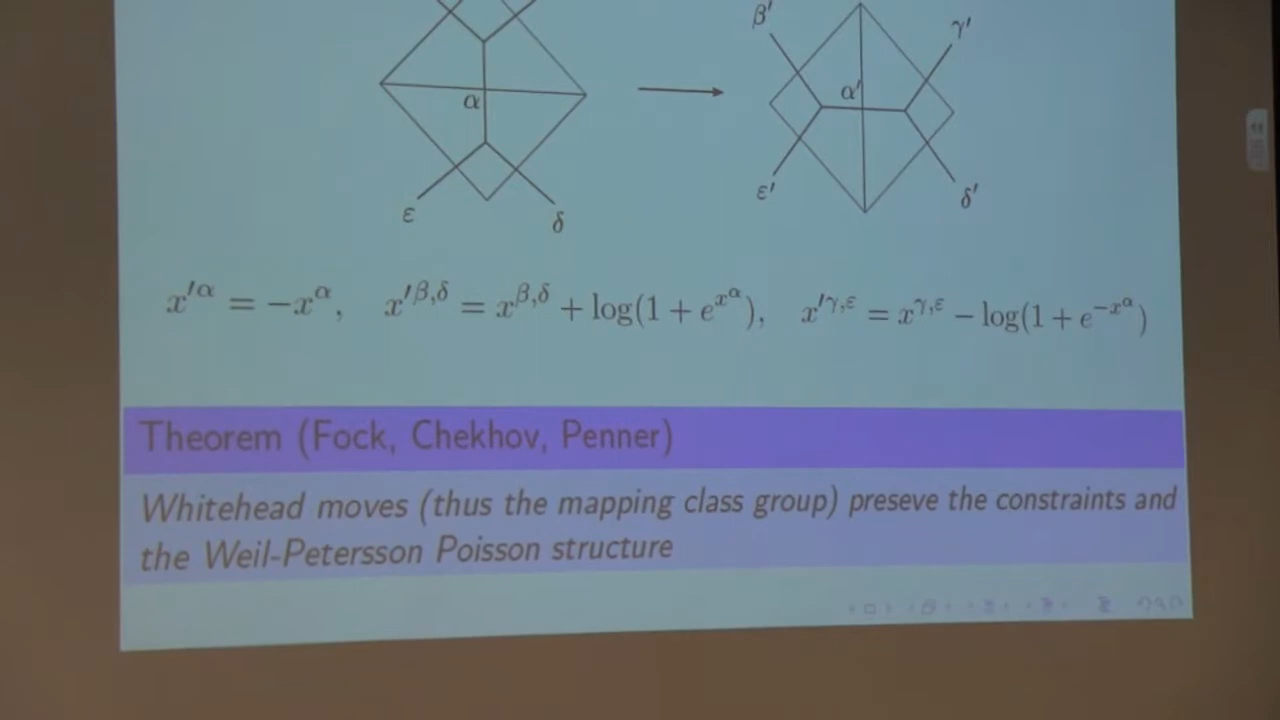 β' γ'
α α'
ε δ ε' δ'
x'^α = −x^α, x'^{β,δ} = x^{β,δ} + log(1 + e^{x^α}), x'^{γ,ε} = x^{γ,ε} − log(1 + e^{−x^α})
Theorem (Fock, Chekhov, Penner)
Whitehead moves (thus the mapping class group) preseve the constraints and
the Weil-Petersson Poisson structure